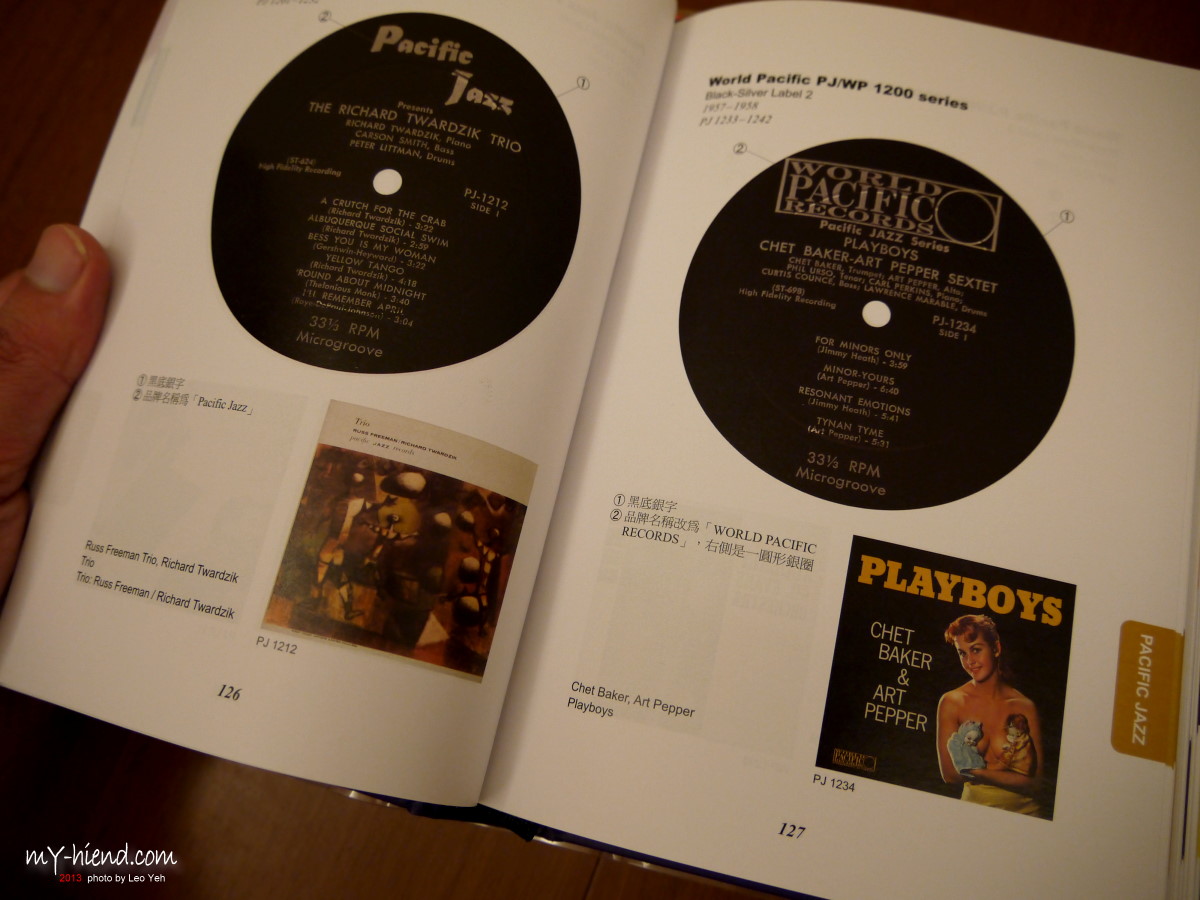 ②
Pacific
Jazz
①
Presents
THE RICHARD TWARDZIK TRIO
RICHARD TWARDZIK, Piano
CARSON SMITH, Bass
PETER LITTMAN, Drums
(ST-624)
High Fidelity Recording
PJ-1212
SIDE 1
A CRUTCH FOR THE CRAB
(Richard Twardzik) - 3:22
ALBUQUERQUE SOCIAL SWIM
(Richard Twardzik) - 2:59
BESS YOU IS MY WOMAN
(Gershwin-Heyward) - 3:22
YELLOW TANGO
(Richard Twardzik) - 4:18
'ROUND ABOUT MIDNIGHT
(Thelonious Monk) - 3:40
I'LL REMEMBER APRIL
- 3:04
33⅓ RPM
Microgroove
① 黑底銀字
② 品牌名稱爲「Pacific Jazz」
Trio
RUSS FREEMAN/RICHARD TWARDZIK
pacific JAZZ records
Russ Freeman Trio, Richard Twardzik
Trio
Trio: Russ Freeman / Richard Twardzik
PJ 1212
126
World Pacific PJ/WP 1200 series
Black-Silver Label 2
1957-1958
PJ 1233-1242
②
①
WORLD
PACIFIC
RECORDS
Pacific JAZZ Series
PLAYBOYS
CHET BAKER-ART PEPPER SEXTET
CHET BAKER, Trumpet; ART PEPPER, Alto;
PHIL URSO, Tenor; CARL PERKINS, Piano;
CURTIS COUNCE, Bass; LAWRENCE MARABLE, Drums
(ST-698)
High Fidelity Recording
PJ-1234
SIDE 1
FOR MINORS ONLY
(Jimmy Heath) - 3:59
MINOR-YOURS
(Art Pepper) - 6:40
RESONANT EMOTIONS
(Jimmy Heath) - 5:41
TYNAN TYME
(Art Pepper) - 5:31
33⅓ RPM
Microgroove
① 黑底銀字
② 品牌名稱改爲「WORLD PACIFIC
RECORDS」，右側是一圓形銀圈
PLAYBOYS
CHET
BAKER
&
ART
PEPPER
Chet Baker, Art Pepper
Playboys
PJ 1234
127
PACIFIC JAZZ
my-hiend.com
2013 photo by Leo Yeh